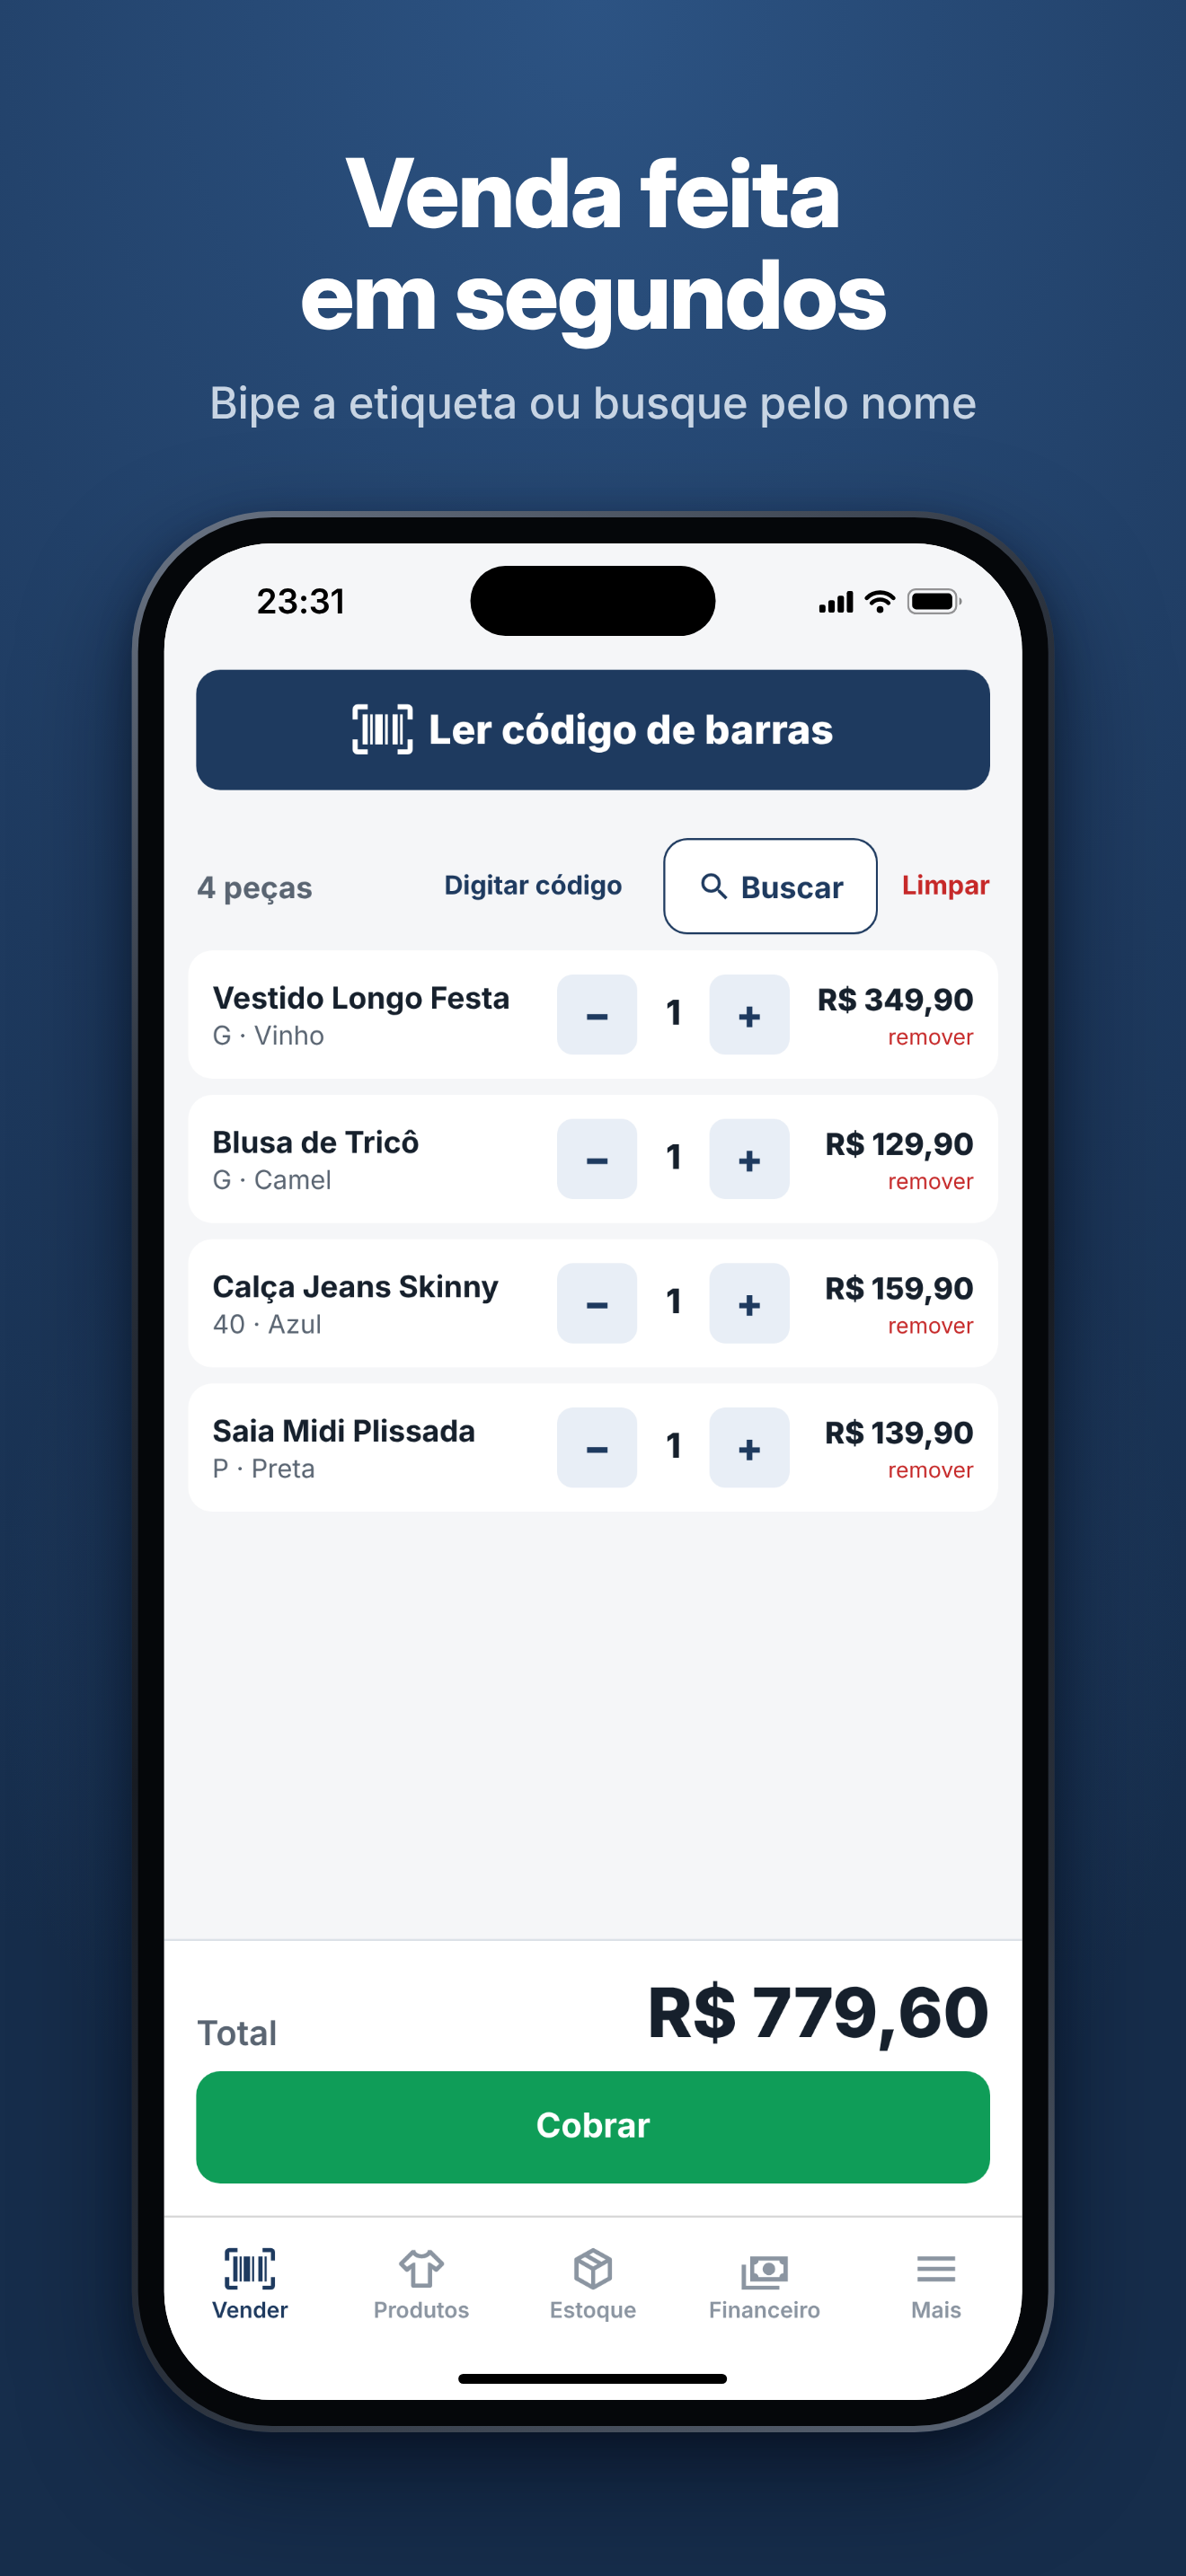 Venda feita
em segundos
Bipe a etiqueta ou busque pelo nome
23:31
Ler código de barras
4 peças Digitar código Buscar Limpar
Vestido Longo Festa
G · Vinho
− 1 +
R$ 349,90
remover
Blusa de Tricô
G · Camel
− 1 +
R$ 129,90
remover
Calça Jeans Skinny
40 · Azul
− 1 +
R$ 159,90
remover
Saia Midi Plissada
P · Preta
− 1 +
R$ 139,90
remover
Total R$ 779,60
Cobrar
Vender Produtos Estoque Financeiro Mais